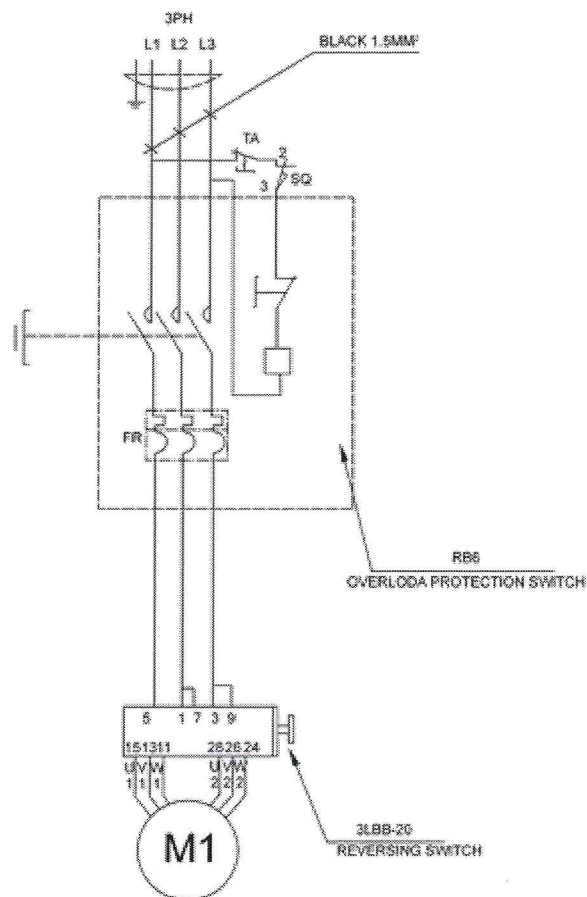 3PH
L1 L2 L3
BLACK 1.5MM²
TA
2
3 SQ
FR
RB6
OVERLODA PROTECTION SWITCH
5 1 7 3 9
15 13 11 28 26 24
U V W U V W
1 1 1 2 2 2
3LBB-20
REVERSING SWITCH
M1